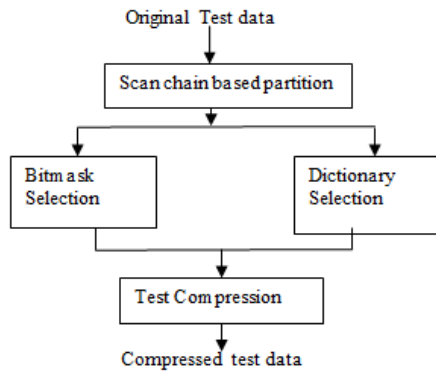 Original Test data
Scan chain based partition
Bitmask
Selection
Dictionary
Selection
Test Compression
Compressed test data